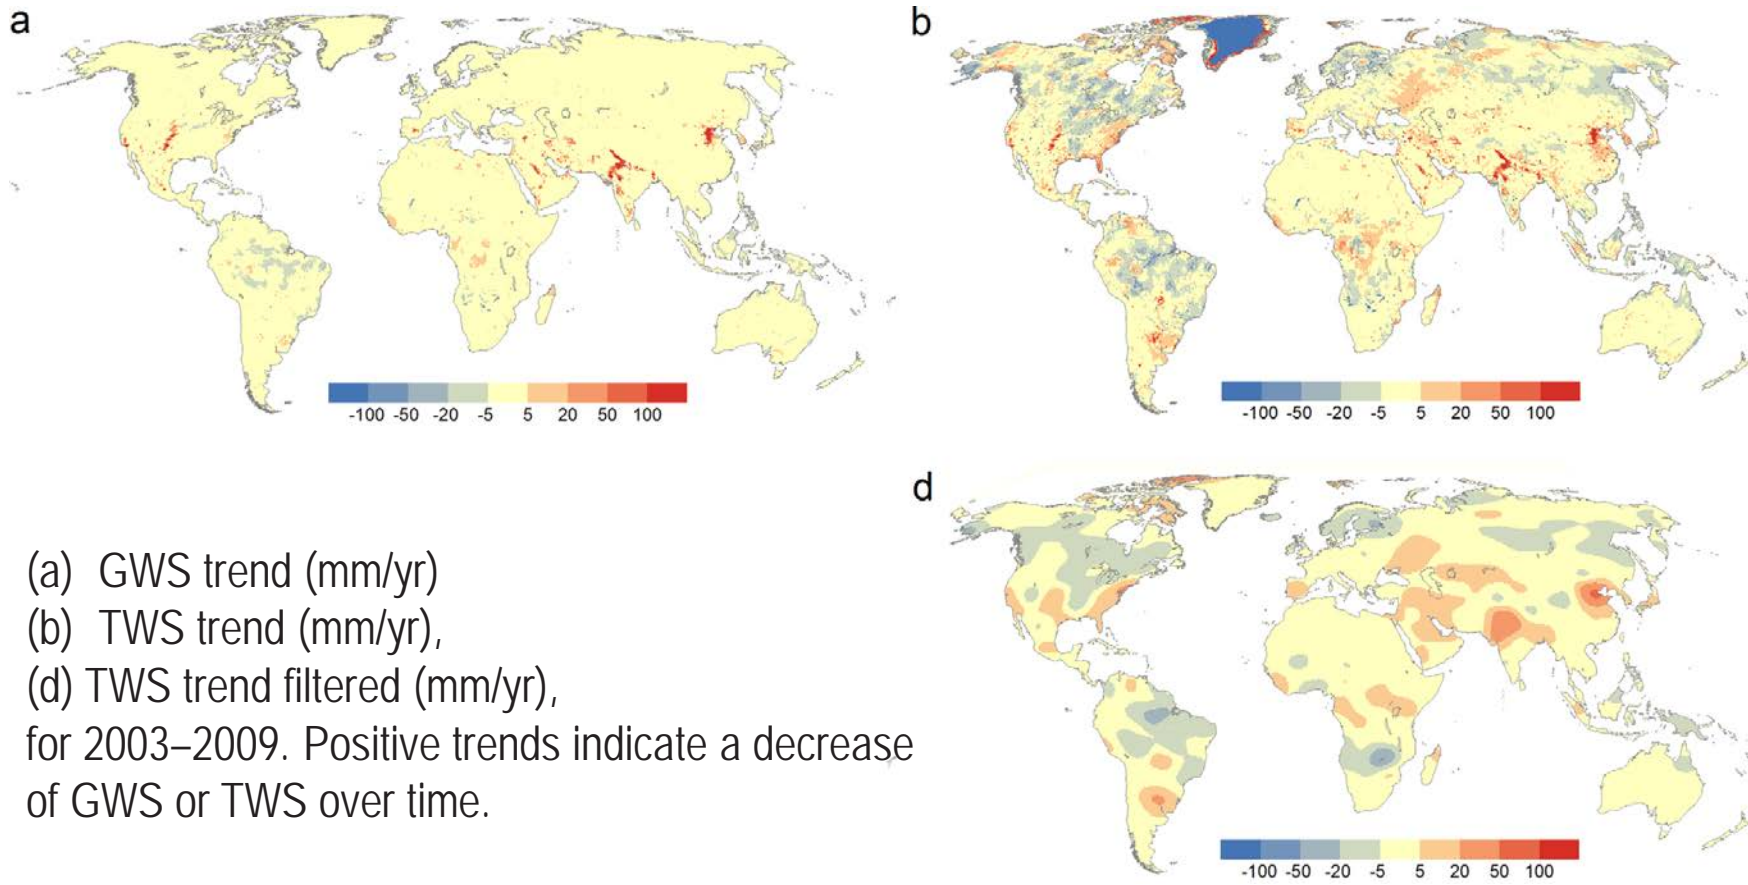 a
b
-100 -50 -20 -5 5 20 50 100
-100 -50 -20 -5 5 20 50 100
d
(a) GWS trend (mm/yr)
(b) TWS trend (mm/yr),
(d) TWS trend filtered (mm/yr),
for 2003–2009. Positive trends indicate a decrease
of GWS or TWS over time.
-100 -50 -20 -5 5 20 50 100